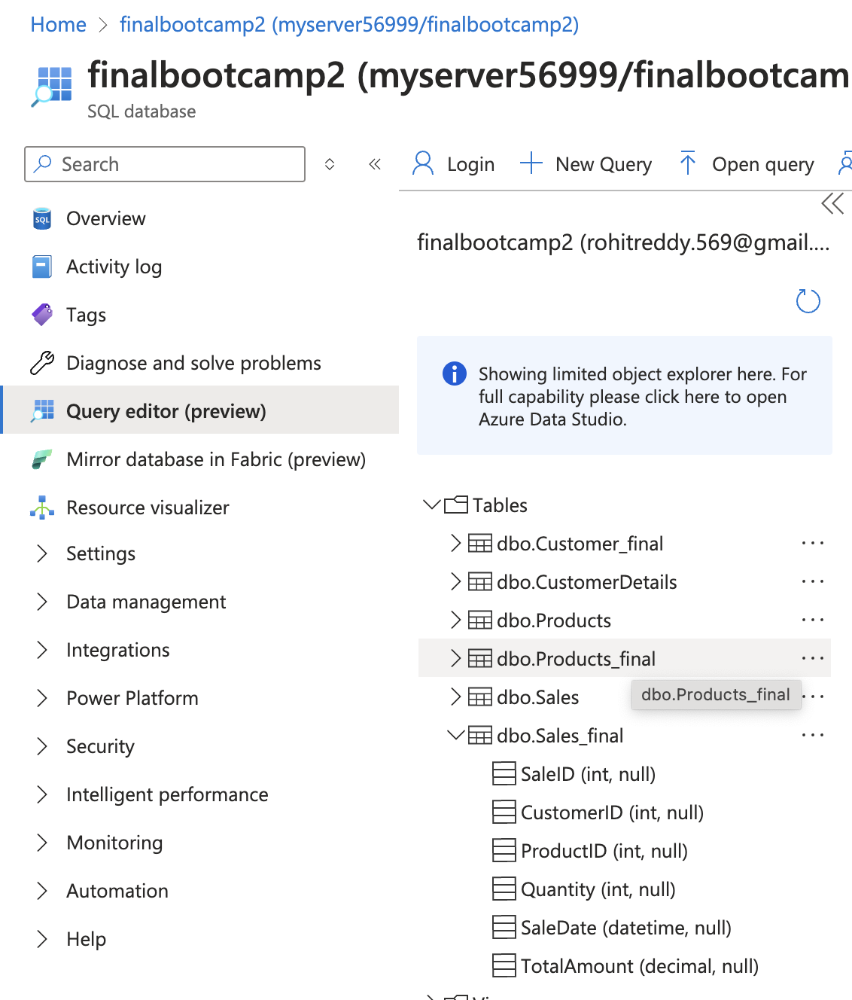 Home > finalbootcamp2 (myserver56999/finalbootcamp2)
finalbootcamp2 (myserver56999/finalbootcam
SQL database
Search
Login
New Query
Open query
SQL
Overview
Activity log
Tags
Diagnose and solve problems
Query editor (preview)
Mirror database in Fabric (preview)
Resource visualizer
Settings
Data management
Integrations
Power Platform
Security
Intelligent performance
Monitoring
Automation
Help
finalbootcamp2 (rohitreddy.569@gmail....
Showing limited object explorer here. For
full capability please click here to open
Azure Data Studio.
Tables
dbo.Customer_final
dbo.CustomerDetails
dbo.Products
dbo.Products_final
dbo.Sales
dbo.Products_final
dbo.Sales_final
SaleID (int, null)
CustomerID (int, null)
ProductID (int, null)
Quantity (int, null)
SaleDate (datetime, null)
TotalAmount (decimal, null)